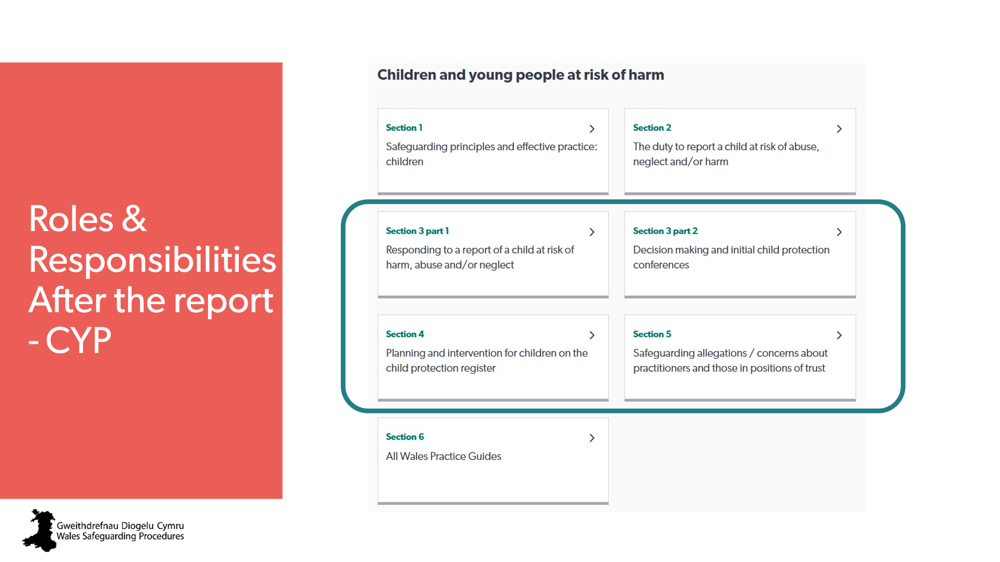 Roles &
Responsibilities
After the report
- CYP
Children and young people at risk of harm
Section 1
Safeguarding principles and effective practice:
children
Section 2
The duty to report a child at risk of abuse,
neglect and/or harm
Section 3 part 1
Responding to a report of a child at risk of
harm, abuse and/or neglect
Section 3 part 2
Decision making and initial child protection
conferences
Section 4
Planning and intervention for children on the
child protection register
Section 5
Safeguarding allegations / concerns about
practitioners and those in positions of trust
Section 6
All Wales Practice Guides
Gweithdrefnau Diogelu Cymru
Wales Safeguarding Procedures